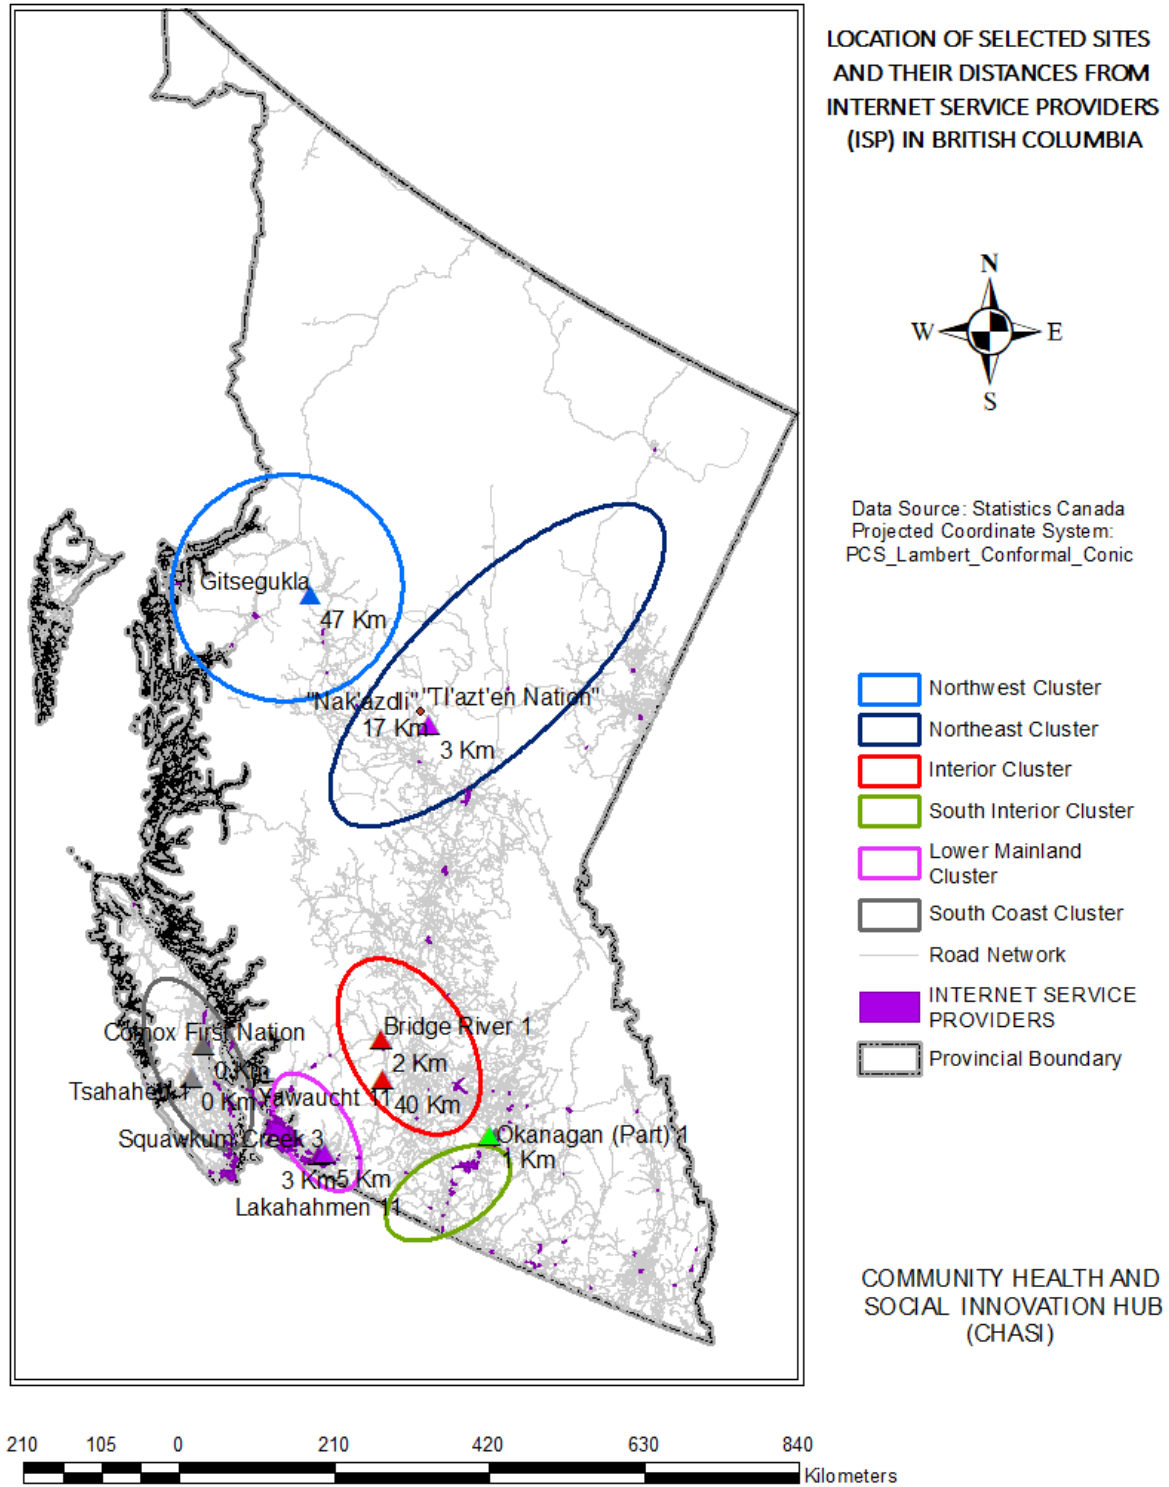 LOCATION OF SELECTED SITES
AND THEIR DISTANCES FROM
INTERNET SERVICE PROVIDERS
(ISP) IN BRITISH COLUMBIA
N
W
E
S
Data Source: Statistics Canada
Projected Coordinate System:
PCS_Lambert_Conformal_Conic
Gitsegukla
47 Km
"Nak'azdli"
"Tl'azt'en Nation"
17 Km
3 Km
Northwest Cluster
Northeast Cluster
Interior Cluster
South Interior Cluster
Lower Mainland
Cluster
South Coast Cluster
Road Network
INTERNET SERVICE
PROVIDERS
Provincial Boundary
Bridge River 1
2 Km
Comox First Nation
0 Km
Tsahaheh 1
0 Km
Yawaucht 11
40 Km
Squawkum Creek 3
Okanagan (Part) 1
1 Km
3 Km
5 Km
Lakahahmen 11
COMMUNITY HEALTH AND
SOCIAL INNOVATION HUB
(CHASI)
210 105 0 210 420 630 840
Kilometers